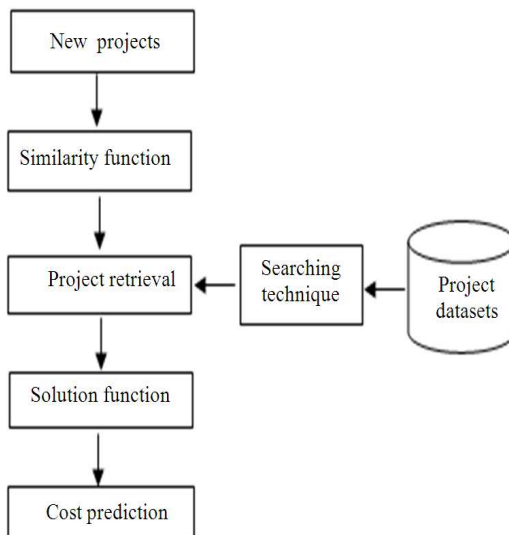 New projects
Similarity function
Project retrieval
Searching
technique
Project
datasets
Solution function
Cost prediction